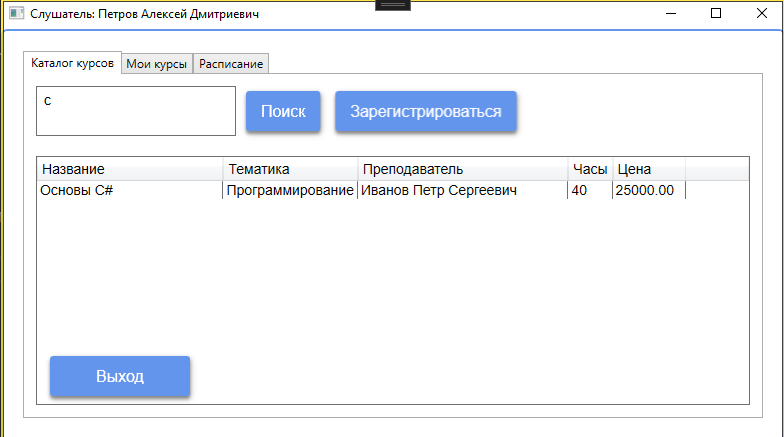 Слушатель: Петров Алексей Дмитриевич
Каталог курсов Мои курсы Расписание
с Поиск Зарегистрироваться
Название Тематика Преподаватель Часы Цена
Основы C# Программирование Иванов Петр Сергеевич 40 25000.00
Выход